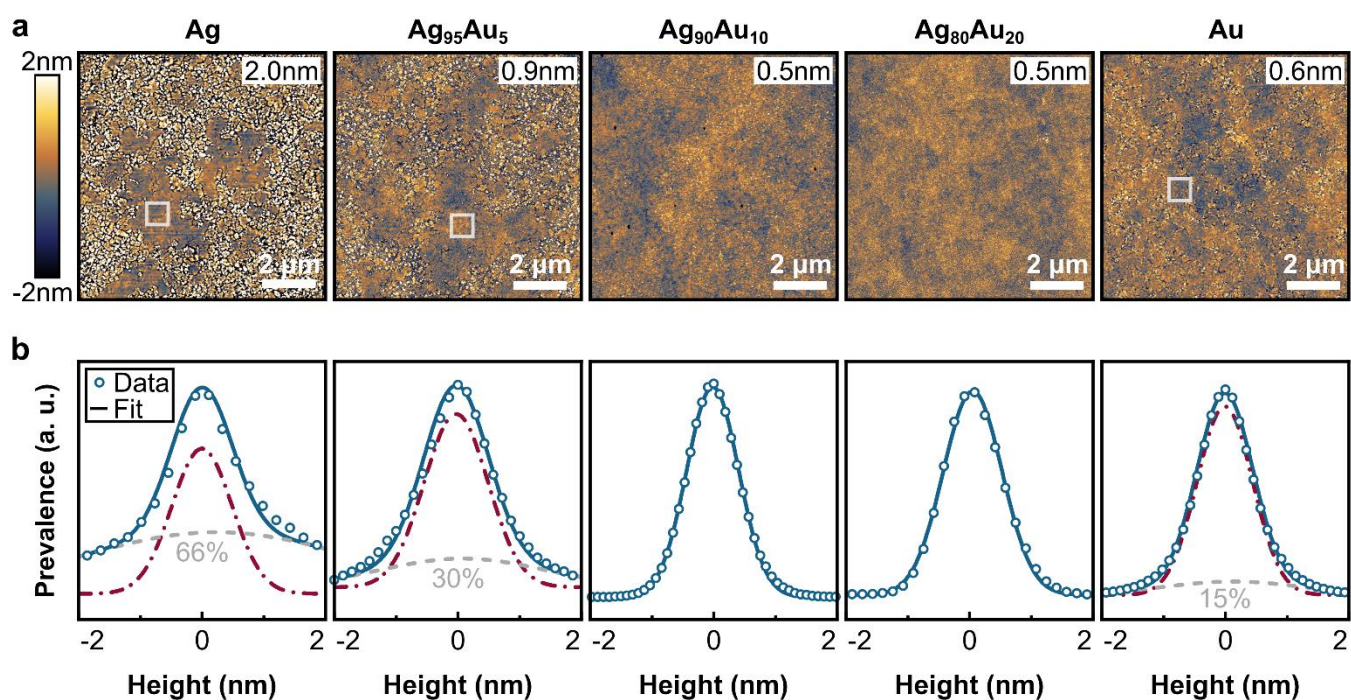 a
Ag
Ag₉₅Au₅
Ag₉₀Au₁₀
Ag₈₀Au₂₀
Au
2nm
-2nm
2.0nm
0.9nm
0.5nm
0.5nm
0.6nm
2 µm
2 µm
2 µm
2 µm
2 µm
b
Prevalence (a. u.)
Data
Fit
66%
30%
15%
-2 0 2
-2 0 2
-2 0 2
-2 0 2
-2 0 2
Height (nm)
Height (nm)
Height (nm)
Height (nm)
Height (nm)